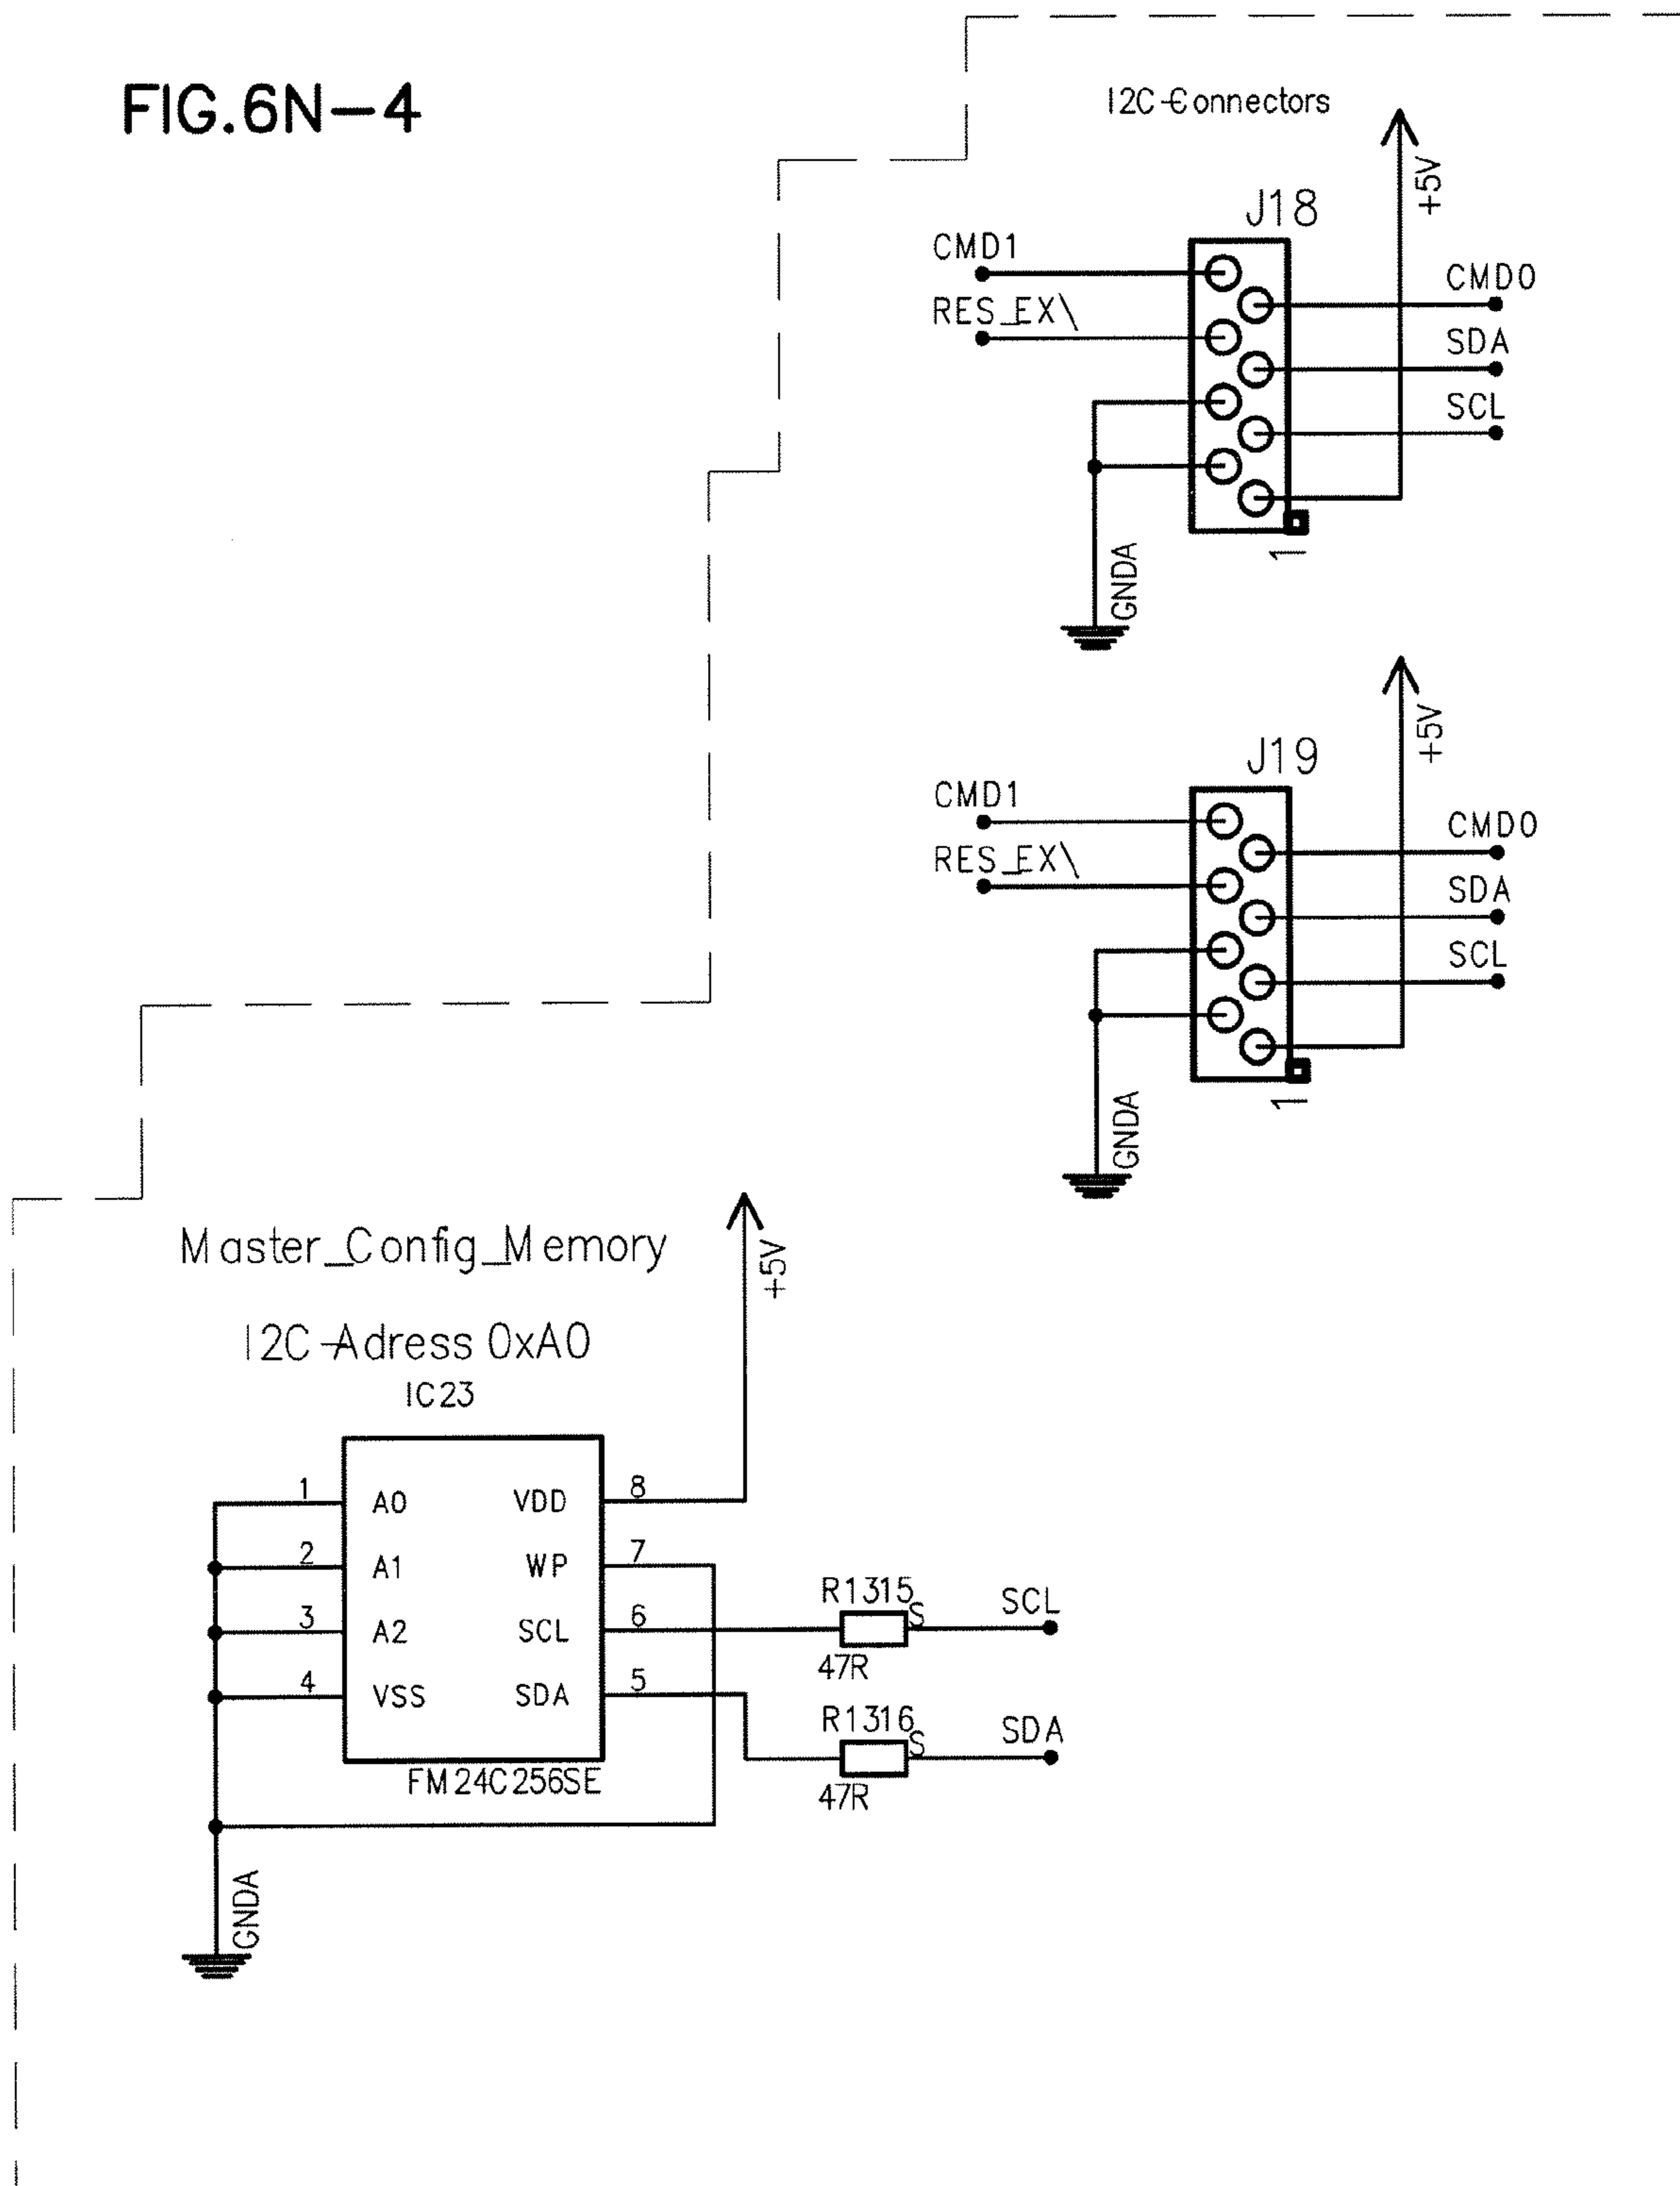 FIG.6N-4
I2C-Connectors
+5V
J18
CMD1
CMD0
RES_EX\
SDA
SCL
GNDA
1
+5V
J19
CMD1
CMD0
RES_EX\
SDA
SCL
GNDA
1
Master_Config_Memory
+5V
I2C-Adress 0xA0
IC23
1 A0 VDD 8
2 A1 WP 7
3 A2 SCL 6
4 VSS SDA 5
R1315 S SCL
47R
R1316 S SDA
47R
FM24C256SE
GNDA